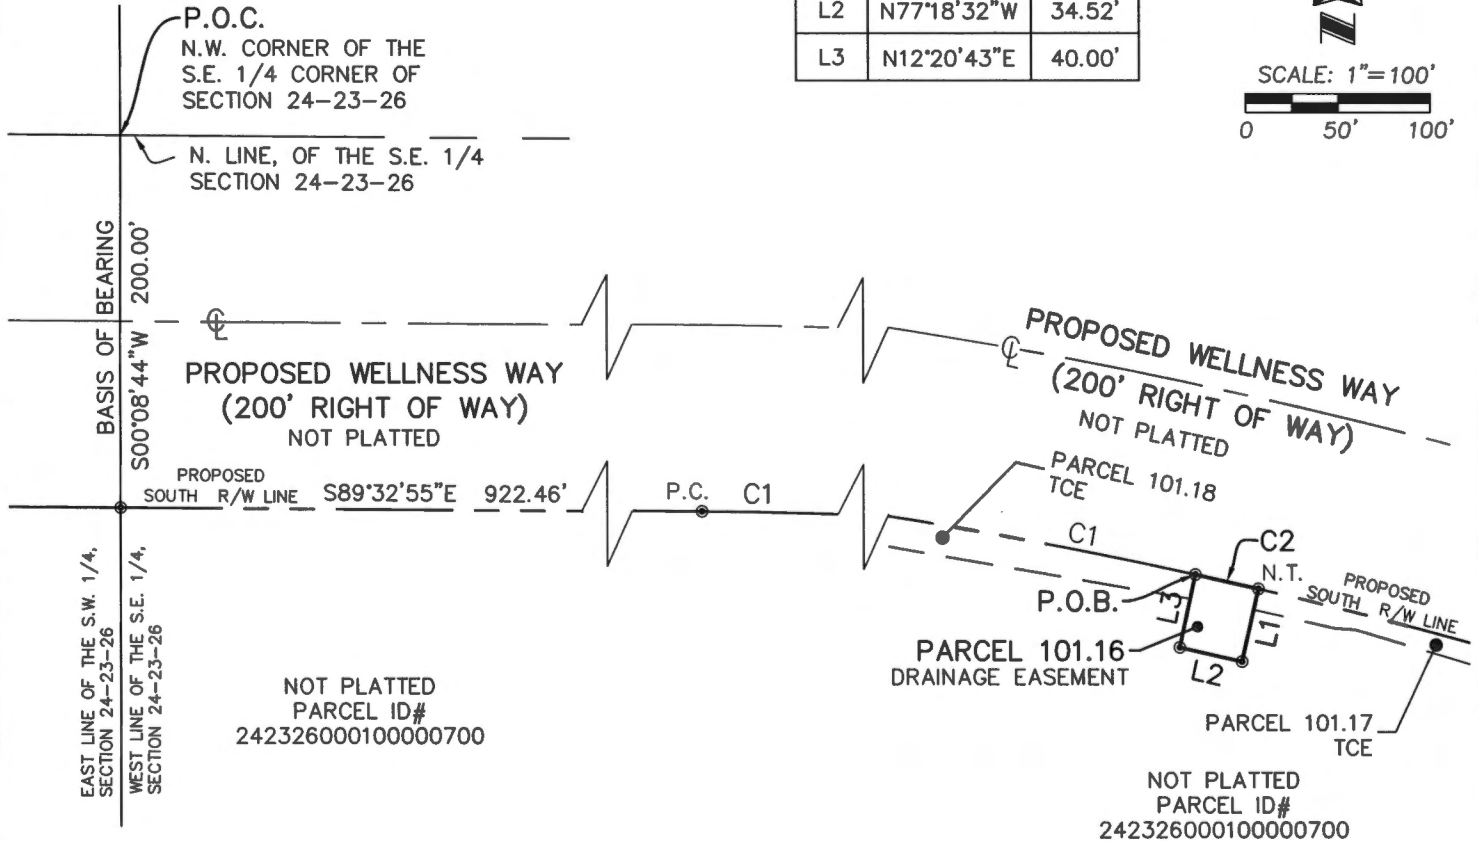 P.O.C.
N.W. CORNER OF THE
S.E. 1/4 CORNER OF
SECTION 24-23-26
N. LINE, OF THE S.E. 1/4
SECTION 24-23-26
L2 N77°18'32"W 34.52'
L3 N12°20'43"E 40.00'
N
SCALE: 1"=100'
0 50' 100'
BASIS OF BEARING
S00°08'44"W 200.00'
℄
PROPOSED WELLNESS WAY
(200' RIGHT OF WAY)
NOT PLATTED
℄
PROPOSED WELLNESS WAY
(200' RIGHT OF WAY)
NOT PLATTED
PROPOSED
SOUTH R/W LINE
S89°32'55"E 922.46'
P.C. C1
PARCEL 101.18
TCE
C1
C2
N.T.
PROPOSED
SOUTH R/W LINE
P.O.B.
L3
L1
L2
PARCEL 101.16
DRAINAGE EASEMENT
PARCEL 101.17
TCE
EAST LINE OF THE S.W. 1/4,
SECTION 24-23-26
WEST LINE OF THE S.E. 1/4,
SECTION 24-23-26
NOT PLATTED
PARCEL ID#
242326000100000700
NOT PLATTED
PARCEL ID#
242326000100000700